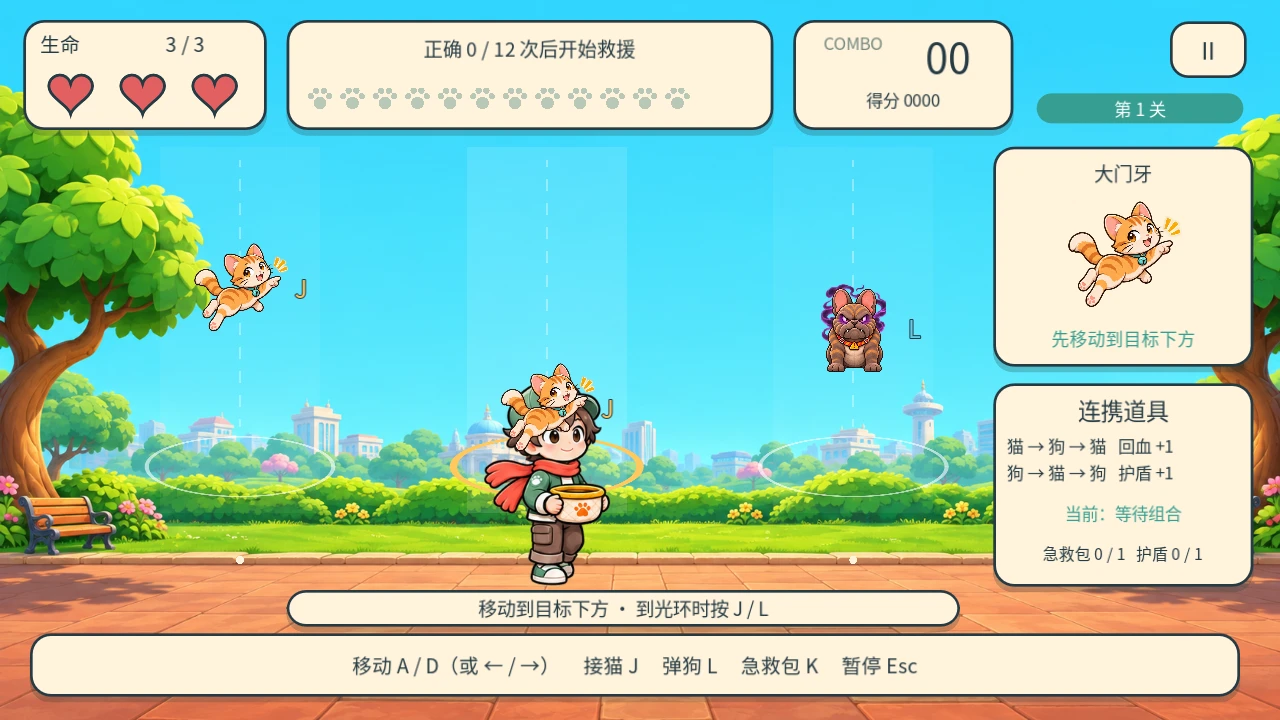 生命 3 / 3
正确 0 / 12 次后开始救援
COMBO 00
得分 0000
第 1 关
大门牙
J
L
先移动到目标下方
J
连携道具
猫 → 狗 → 猫 回血 +1
狗 → 猫 → 狗 护盾 +1
当前：等待组合
急救包 0 / 1 护盾 0 / 1
移动到目标下方 · 到光环时按 J / L
移动 A / D（或 ← / →） 接猫 J 弹狗 L 急救包 K 暂停 Esc